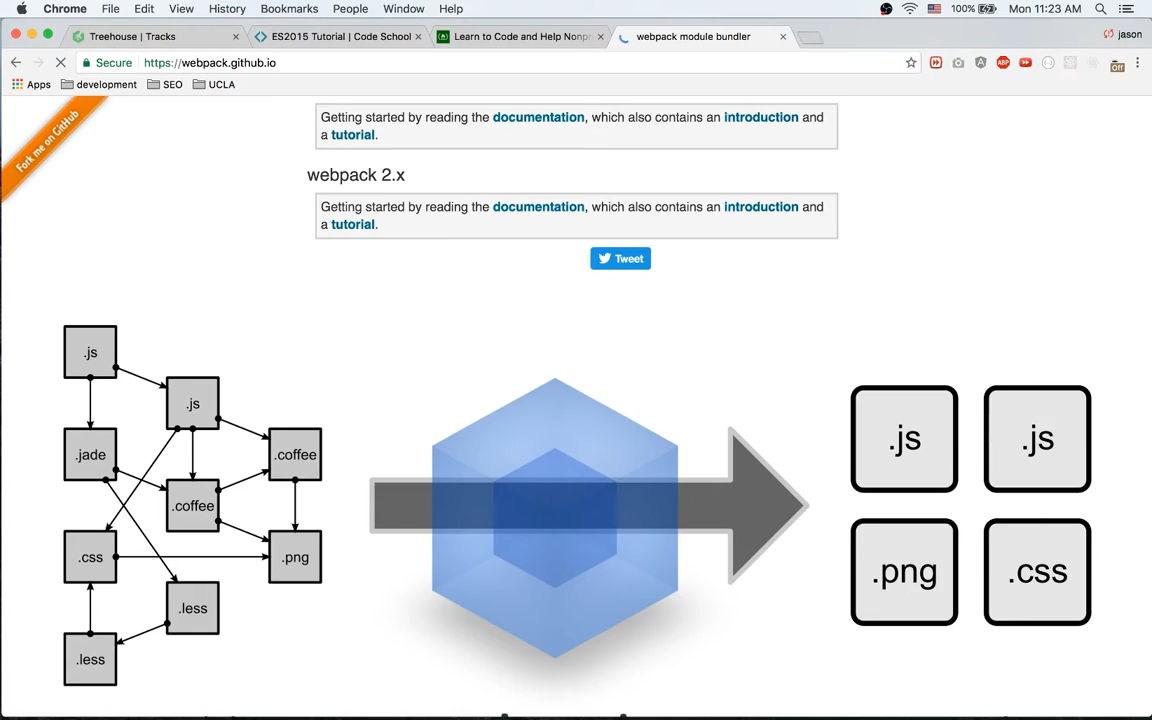 Chrome File Edit View History Bookmarks People Window Help 100% Mon 11:23 AM
Treehouse | Tracks ES2015 Tutorial | Code School Learn to Code and Help Nonp webpack module bundler jason
Secure https://webpack.github.io ABP Off
Apps development SEO UCLA
Fork me on GitHub
Getting started by reading the documentation, which also contains an introduction and
a tutorial.
webpack 2.x
Getting started by reading the documentation, which also contains an introduction and
a tutorial.
Tweet
.js
.js
.jade
.coffee
.coffee
.css
.png
.less
.less
.js .js
.png .css